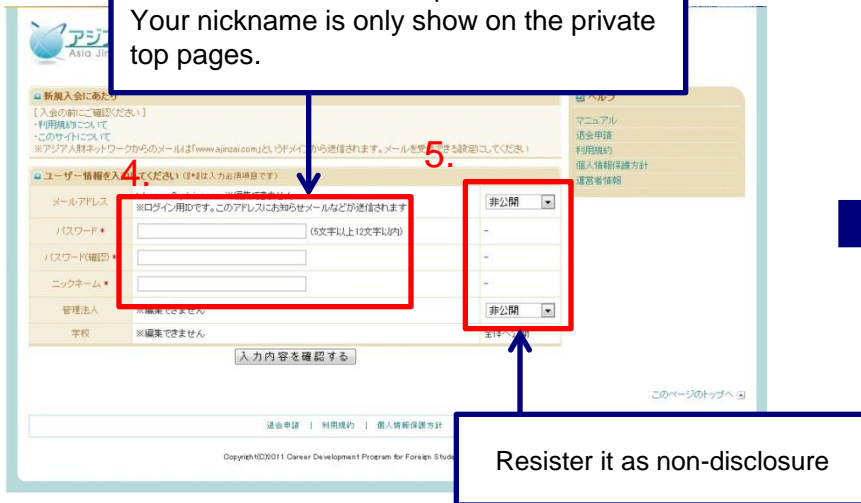 Your nickname is only show on the private
top pages.
アジア
Asia Jin
新規入会にあたり
[入会の前にご確認ください]
・利用規約について
・このサイトについて
※アジア人財ネットワークからのメールは「www.ajinzai.com」というドメインから送信されます。メールを受信できる設定にしてください
ヘルプ
マニュアル
退会申請
利用規約
個人情報保護方針
運営者情報
4.
5.
ユーザー情報を入力してください (「*」は入力必須項目です)
メールアドレス
※ログイン用IDです。このアドレスにお知らせメールなどが送信されます
非公開
パスワード * (5文字以上12文字以内) -
パスワード(確認) * -
ニックネーム * -
管理法人 ※編集できません 非公開
学校 ※編集できません
入力内容を確認する
このページのトップへ
退会申請 | 利用規約 | 個人情報保護方針
Copyright(C)2011 Career Development Program for Foreign
Resister it as non-disclosure